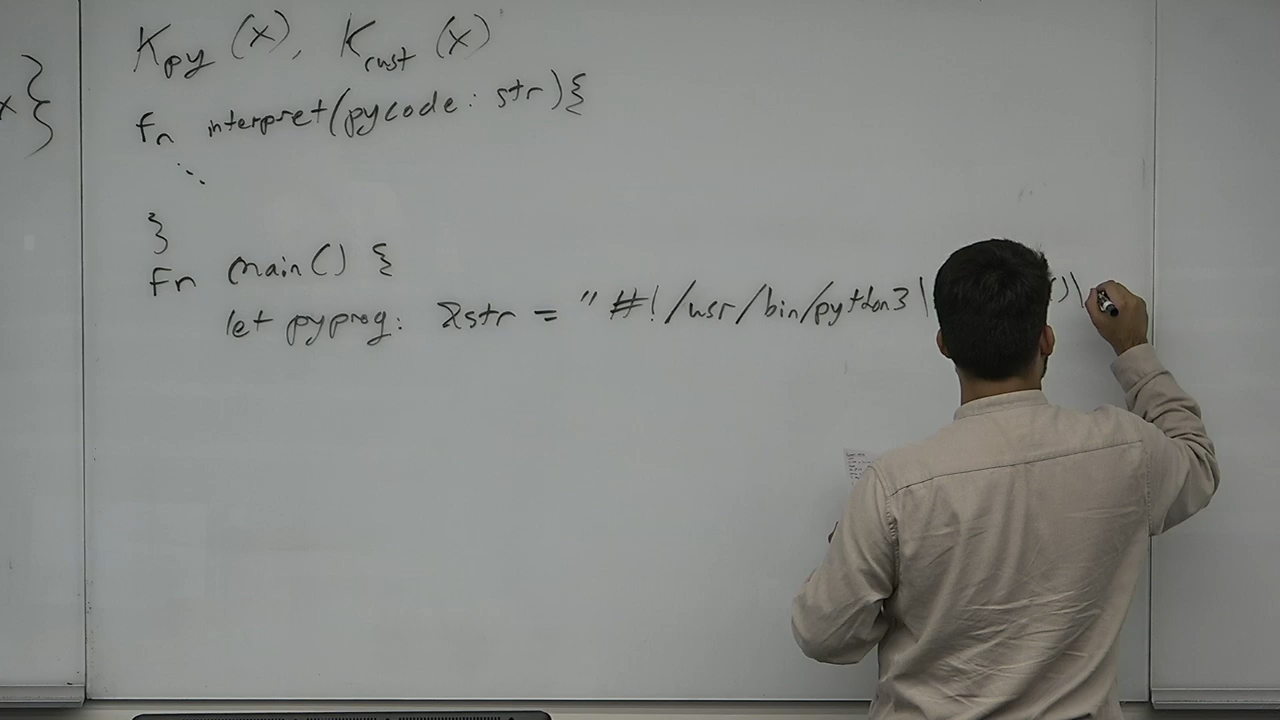 x}
K_py (x), K_rust (x)
fn interpret(pycode: str){
⋱
}
fn main() {
let pyprog: &str = "#!/usr/bin/python3\ )\